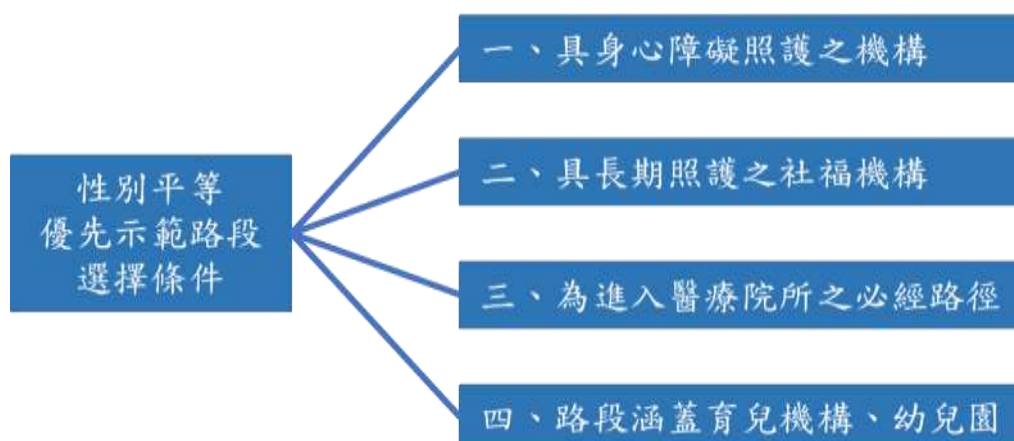 性別平等
優先示範路段
選擇條件
一、具身心障礙照護之機構
二、具長期照護之社福機構
三、為進入醫療院所之必經路徑
四、路段涵蓋育兒機構、幼兒園